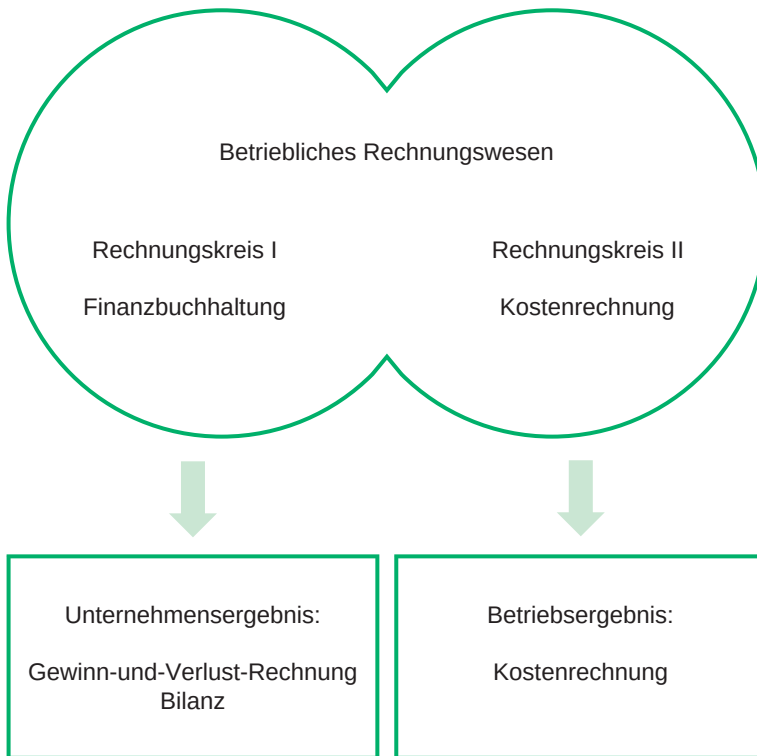 Betriebliches Rechnungswesen
Rechnungskreis I
Finanzbuchhaltung
Rechnungskreis II
Kostenrechnung
Unternehmensergebnis:
Gewinn-und-Verlust-Rechnung
Bilanz
Betriebsergebnis:
Kostenrechnung